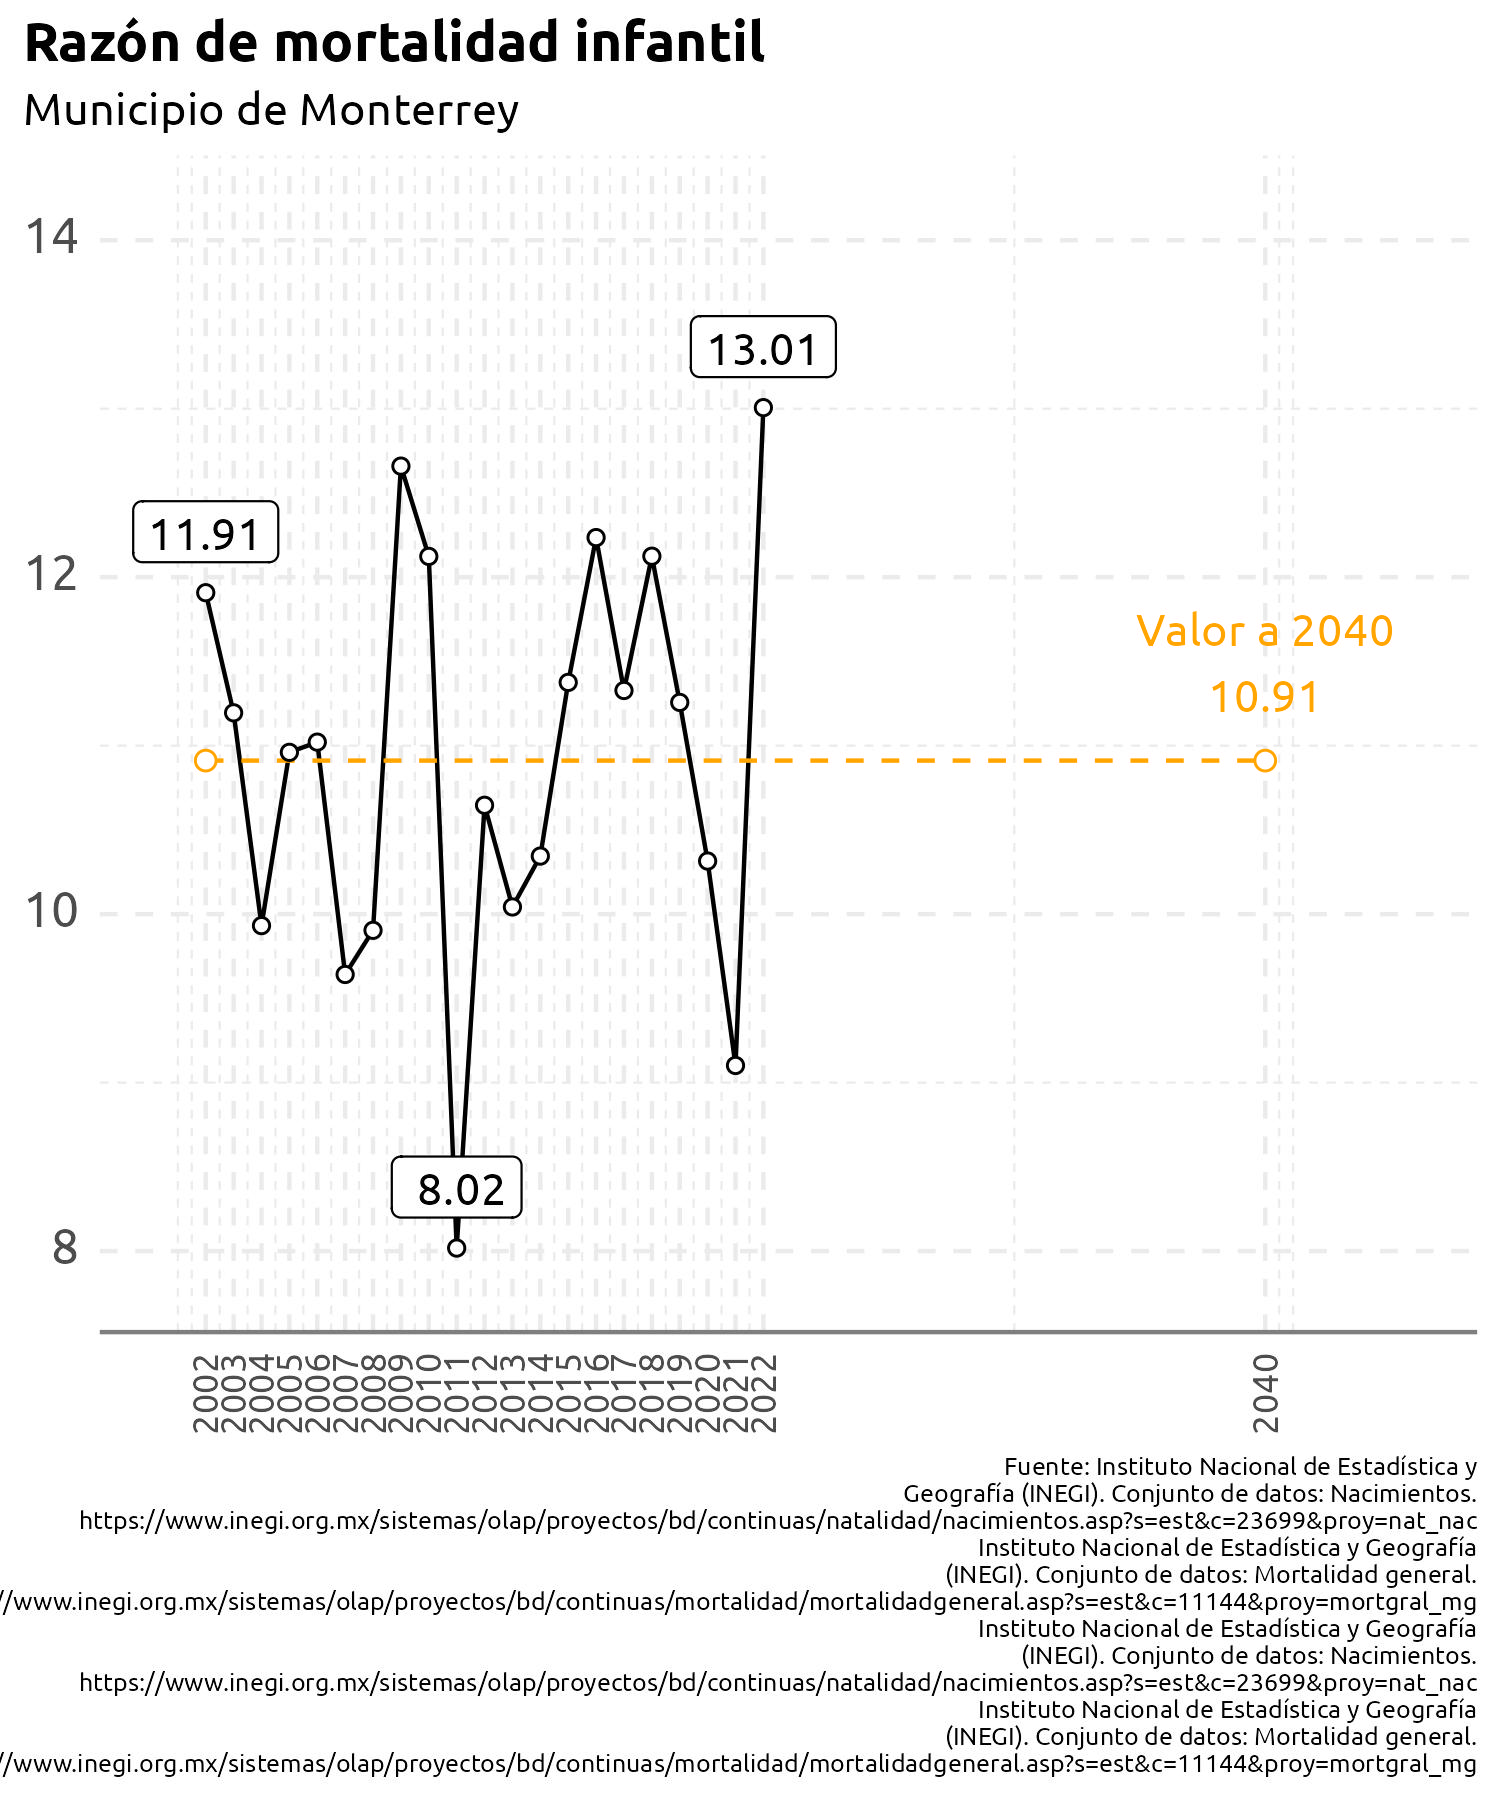 Razón de mortalidad infantil
Municipio de Monterrey
14
13.01
11.91
12
Valor a 2040
10.91
10
8.02
8
2002 2003 2004 2005 2006 2007 2008 2009 2010 2011 2012 2013 2014 2015 2016 2017 2018 2019 2020 2021 2022 2040
Fuente: Instituto Nacional de Estadística y
Geografía (INEGI). Conjunto de datos: Nacimientos.
https://www.inegi.org.mx/sistemas/olap/proyectos/bd/continuas/natalidad/nacimientos.asp?s=est&c=23699&proy=nat_nac
Instituto Nacional de Estadística y Geografía
(INEGI). Conjunto de datos: Mortalidad general.
//www.inegi.org.mx/sistemas/olap/proyectos/bd/continuas/mortalidad/mortalidadgeneral.asp?s=est&c=11144&proy=mortgral_mg
Instituto Nacional de Estadística y Geografía
(INEGI). Conjunto de datos: Nacimientos.
https://www.inegi.org.mx/sistemas/olap/proyectos/bd/continuas/natalidad/nacimientos.asp?s=est&c=23699&proy=nat_nac
Instituto Nacional de Estadística y Geografía
(INEGI). Conjunto de datos: Mortalidad general.
//www.inegi.org.mx/sistemas/olap/proyectos/bd/continuas/mortalidad/mortalidadgeneral.asp?s=est&c=11144&proy=mortgral_mg